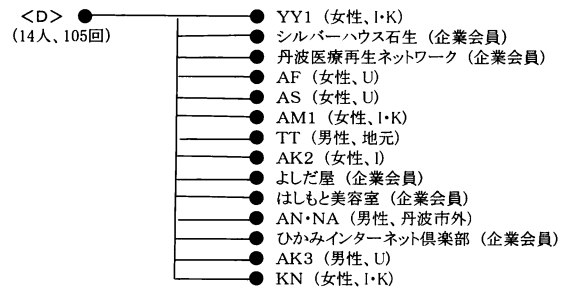 <D>
(14人、105回)
YY1 (女性、I・K)
シルバーハウス石生 (企業会員)
丹波医療再生ネットワーク (企業会員)
AF (女性、U)
AS (女性、U)
AM1 (女性、I・K)
TT (男性、地元)
AK2 (女性、I)
よしだ屋 (企業会員)
はしもと美容室 (企業会員)
AN・NA (男性、丹波市外)
ひかみインターネット倶楽部 (企業会員)
AK3 (男性、U)
KN (女性、I・K)